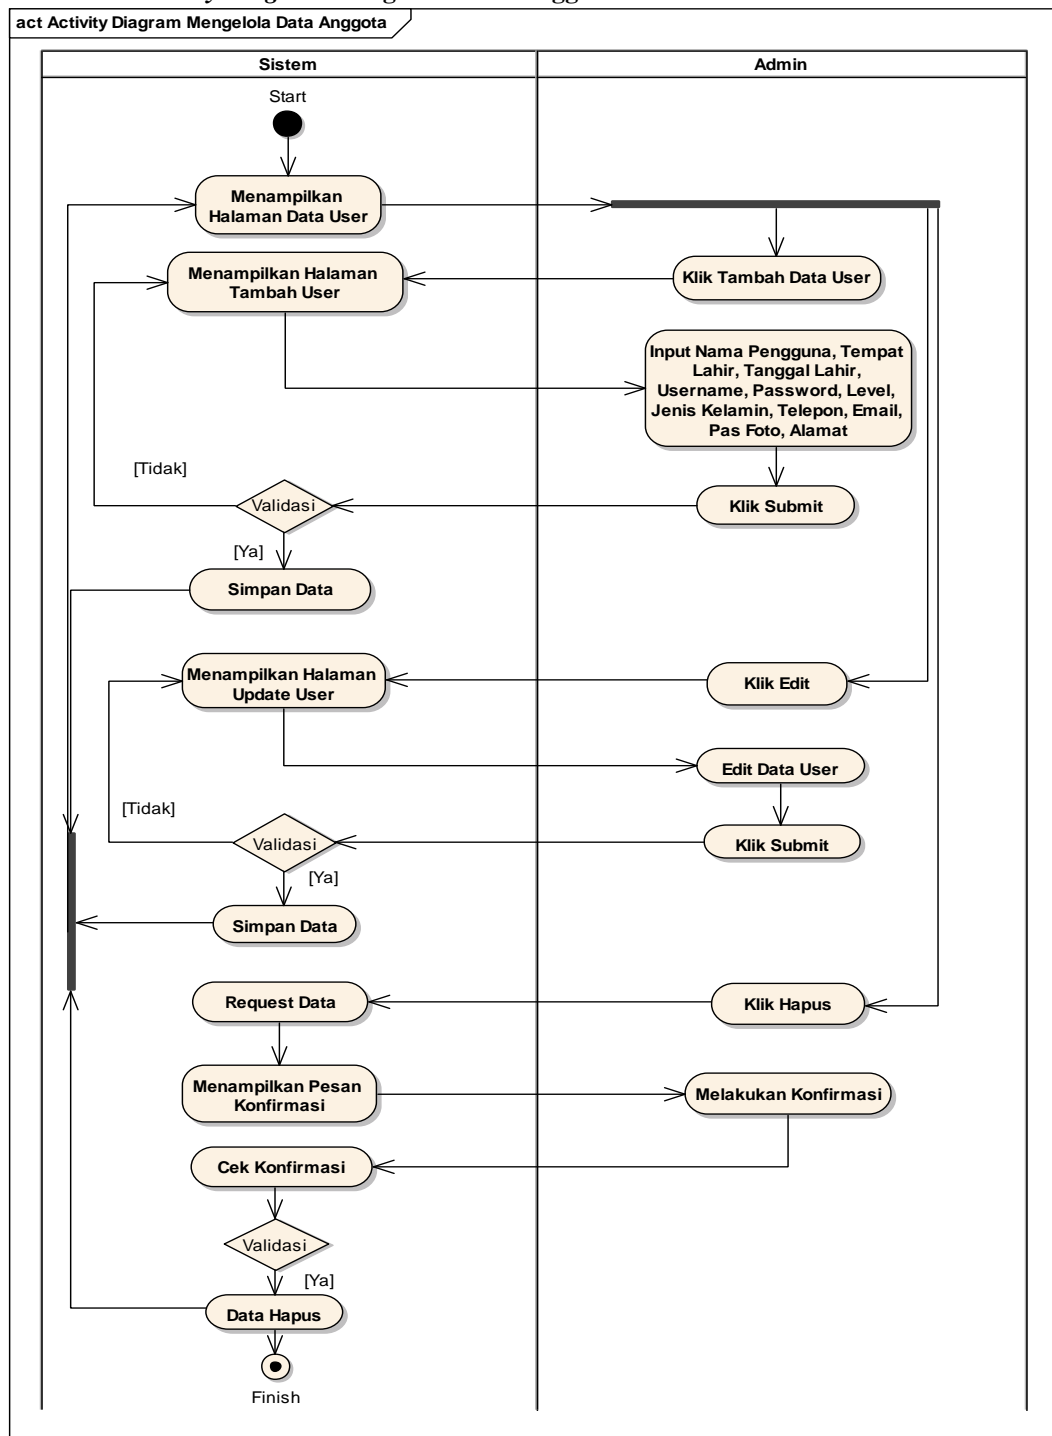 act Activity Diagram Mengelola Data Anggota
Sistem
Admin
Start
Menampilkan
Halaman Data User
Menampilkan Halaman
Tambah User
Klik Tambah Data User
Input Nama Pengguna, Tempat
Lahir, Tanggal Lahir,
Username, Password, Level,
Jenis Kelamin, Telepon, Email,
Pas Foto, Alamat
[Tidak]
Validasi
Klik Submit
[Ya]
Simpan Data
Menampilkan Halaman
Update User
Klik Edit
Edit Data User
[Tidak]
Validasi
Klik Submit
[Ya]
Simpan Data
Request Data
Klik Hapus
Menampilkan Pesan
Konfirmasi
Melakukan Konfirmasi
Cek Konfirmasi
Validasi
[Ya]
Data Hapus
Finish